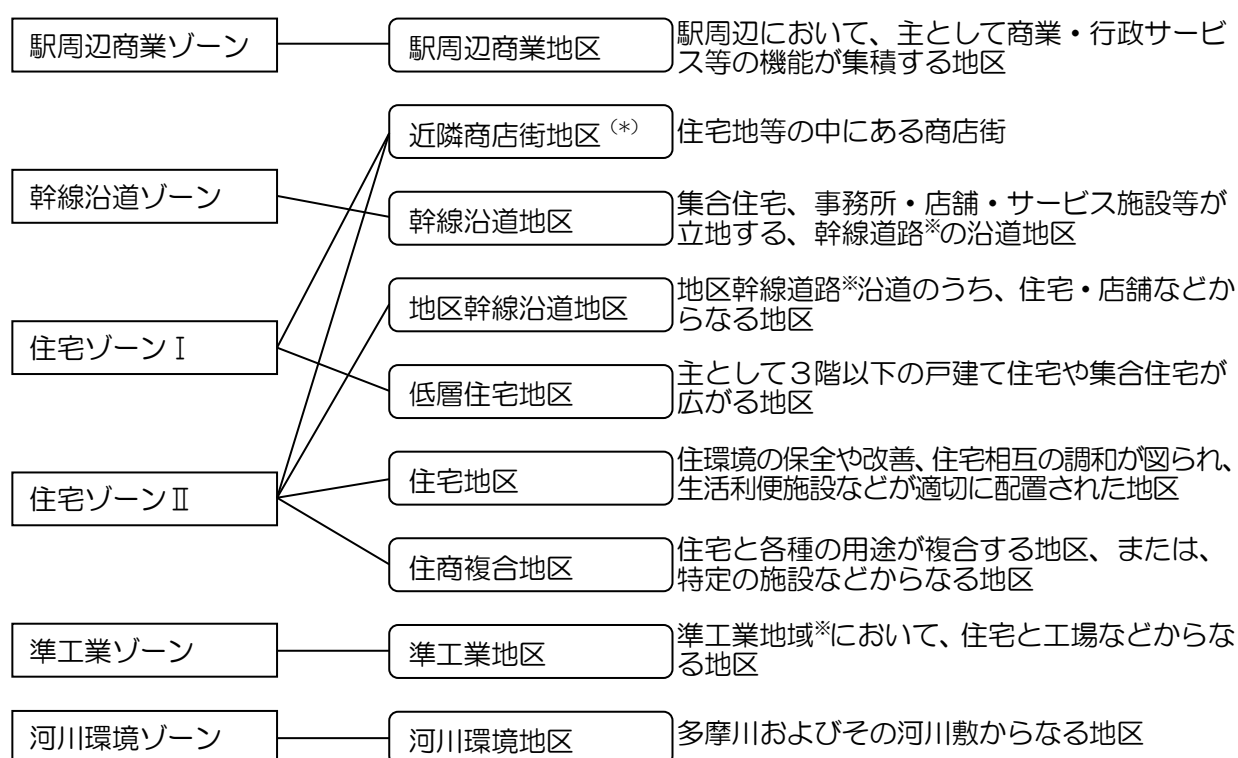 駅周辺商業ゾーン
駅周辺商業地区
駅周辺において、主として商業・行政サービ
ス等の機能が集積する地区
近隣商店街地区（*）
住宅地等の中にある商店街
幹線沿道ゾーン
幹線沿道地区
集合住宅、事務所・店舗・サービス施設等が
立地する、幹線道路※の沿道地区
地区幹線沿道地区
地区幹線道路※沿道のうち、住宅・店舗などか
らなる地区
住宅ゾーンⅠ
低層住宅地区
主として３階以下の戸建て住宅や集合住宅が
広がる地区
住宅ゾーンⅡ
住宅地区
住環境の保全や改善、住宅相互の調和が図られ、
生活利便施設などが適切に配置された地区
住商複合地区
住宅と各種の用途が複合する地区、または、
特定の施設などからなる地区
準工業ゾーン
準工業地区
準工業地域※において、住宅と工場などからな
る地区
河川環境ゾーン
河川環境地区
多摩川およびその河川敷からなる地区